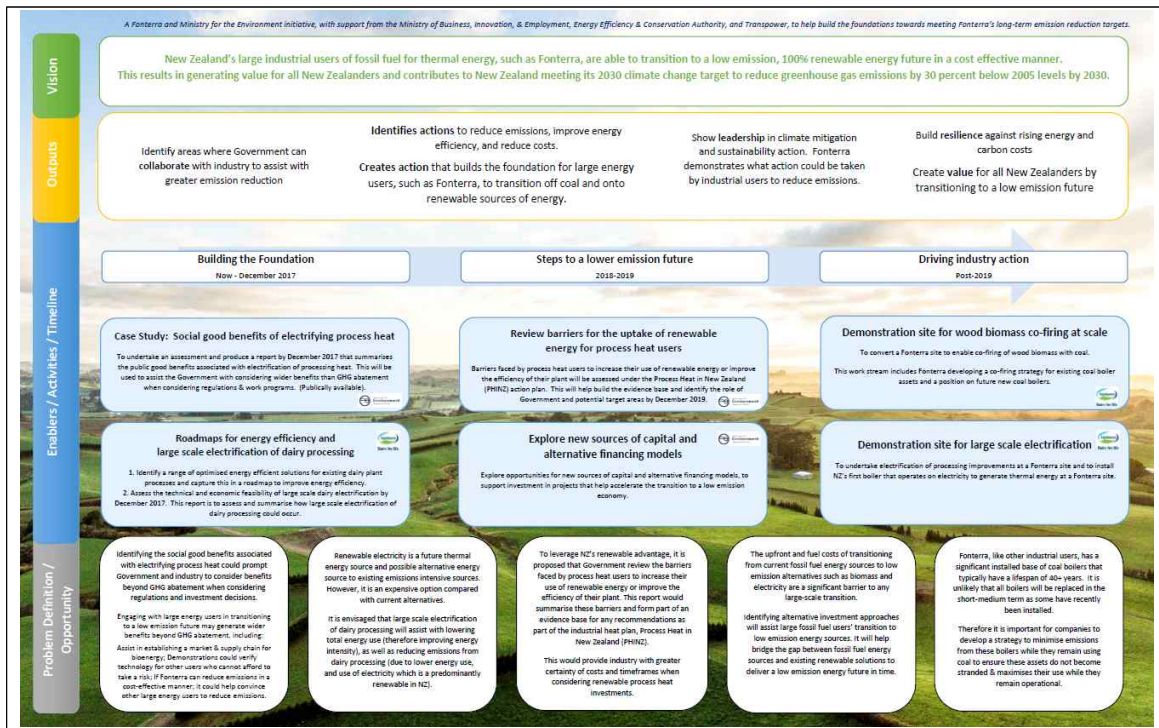 A Fonterra and Ministry for the Environment initiative, with support from the Ministry of Business, Innovation, & Employment, Energy Efficiency & Conservation Authority, and Transpower, to help build the foundations towards meeting Fonterra's long-term emission reduction targets.
Vision
New Zealand's large industrial users of fossil fuel for thermal energy, such as Fonterra, are able to transition to a low emission, 100% renewable energy future in a cost effective manner.
This results in generating value for all New Zealanders and contributes to New Zealand meeting its 2030 climate change target to reduce greenhouse gas emissions by 30 percent below 2005 levels by 2030.
Outputs
Identify areas where Government can
collaborate with industry to assist with
greater emission reduction
Identifies actions to reduce emissions, improve energy
efficiency, and reduce costs.
Creates action that builds the foundation for large energy
users, such as Fonterra, to transition off coal and onto
renewable sources of energy.
Show leadership in climate mitigation
and sustainability action. Fonterra
demonstrates what action could be taken
by industrial users to reduce emissions.
Build resilience against rising energy and
carbon costs
Create value for all New Zealanders by
transitioning to a low emission future
Enablers / Activities / Timeline
Building the Foundation
Now - December 2017
Steps to a lower emission future
2018-2019
Driving industry action
Post-2019
Case Study: Social good benefits of electrifying process heat
To undertake an assessment and produce a report by December 2017 that summarises
the public good benefits associated with electrification of processing heat. This will be
used to assist the Government with considering wider benefits than GHG abatement
when considering regulations & work programs. (Publically available).
Review barriers for the uptake of renewable
energy for process heat users
Barriers faced by process heat users to increase their use of renewable energy or improve
the efficiency of their plant will be assessed under the Process Heat in New Zealand
(PHiNZ) action plan. This will help build the evidence base and identify the role of
Government and potential target areas by December 2019.
Demonstration site for wood biomass co-firing at scale
To convert a Fonterra site to enable co-firing of wood biomass with coal.
This work stream includes Fonterra developing a co-firing strategy for existing coal boiler
assets and a position on future new coal boilers.
Roadmaps for energy efficiency and
large scale electrification of dairy processing
1. Identify a range of optimised energy efficient solutions for existing dairy plant
processes and capture this in a roadmap to improve energy efficiency.
2. Assess the technical and economic feasibility of large scale dairy electrification by
December 2017. This report is to assess and summarise how large scale electrification of
dairy processing could occur.
Explore new sources of capital and
alternative financing models
Explore opportunities for new sources of capital and alternative financing models, to
support investment in projects that help accelerate the transition to a low emission
economy.
Demonstration site for large scale electrification
To undertake electrification of processing improvements at a Fonterra site and to install
NZ's first boiler that operates on electricity to generate thermal energy at a Fonterra site.
Problem Definition /
Opportunity
Identifying the social good benefits associated
with electrifying process heat could prompt
Government and industry to consider benefits
beyond GHG abatement when considering
regulations and investment decisions.
Engaging with large energy users in transitioning
to a low emission future may generate wider
benefits beyond GHG abatement, including:
Assist in establishing a market & supply chain for
bioenergy; Demonstrations could verify
technology for other users who cannot afford to
take a risk; If Fonterra can reduce emissions in a
cost-effective manner; it could help convince
other large energy users to reduce emissions.
Renewable electricity is a future thermal
energy source and possible alternative energy
source to existing emissions intensive sources.
However, it is an expensive option compared
with current alternatives.
It is envisaged that large scale electrification
of dairy processing will assist with lowering
total energy use (therefore improving energy
intensity), as well as reducing emissions from
dairy processing (due to lower energy use,
and use of electricity which is a predominantly
renewable in NZ).
To leverage NZ's renewable advantage, it is
proposed that Government review the barriers
faced by process heat users to increase their
use of renewable energy or improve the
efficiency of their plant. This report would
summarise these barriers and form part of an
evidence base for any recommendations as
part of the industrial heat plan, Process Heat in
New Zealand (PHiNZ).
This would provide industry with greater
certainty of costs and timeframes when
considering renewable process heat
investments.
The upfront and fuel costs of transitioning
from current fossil fuel energy sources to low
emission alternatives such as biomass and
electricity are a significant barrier to any
large-scale transition.
Identifying alternative investment approaches
will assist large fossil fuel users' transition to
low emission energy sources. It will help
bridge the gap between fossil fuel energy
sources and existing renewable solutions to
deliver a low emission energy future in time.
Fonterra, like other industrial users, has a
significant installed base of coal boilers
that typically have a lifespan of 40+ years. It is
unlikely that all boilers will be replaced in the
short-medium term as some have recently
been installed.
Therefore it is important for companies to
develop a strategy to minimise emissions
from these boilers while they remain using
coal to ensure these assets do not become
stranded & maximises their use while they
remain operational.